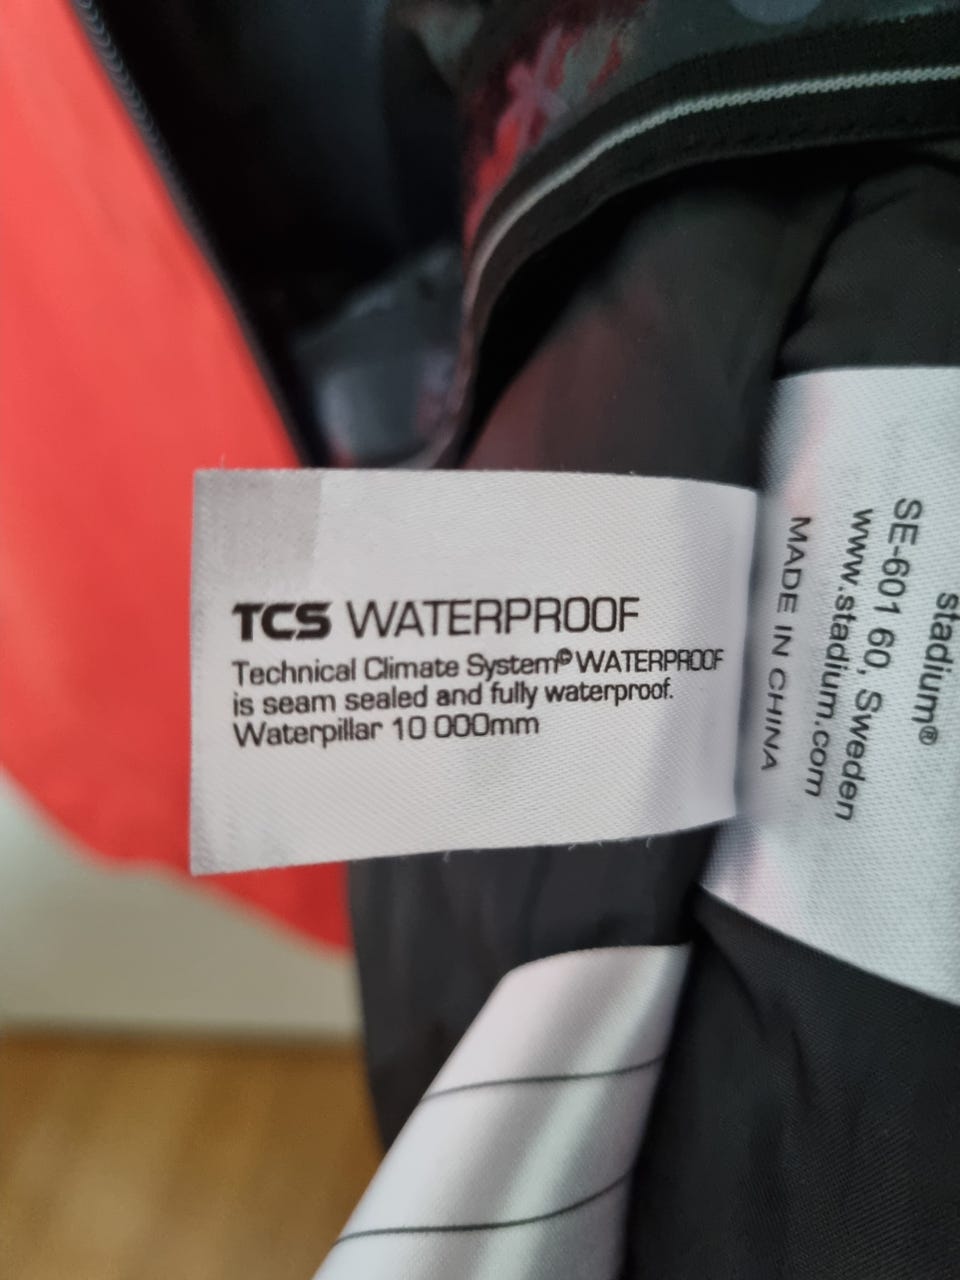 TCS WATERPROOF
Technical Climate System© WATERPROOF
is seam sealed and fully waterproof.
Waterpillar 10 000mm
stadium®
SE-601 60, Sweden
www.stadium.com
MADE IN CHINA